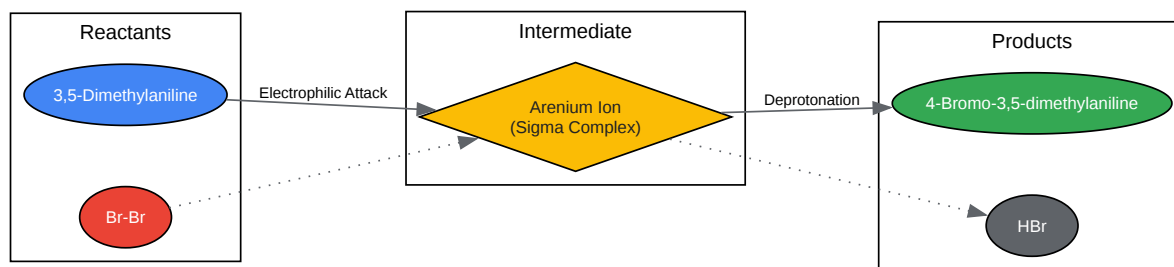 Reactants
3,5-Dimethylaniline
Br-Br
Electrophilic Attack
Intermediate
Arenium Ion
(Sigma Complex)
Deprotonation
Products
4-Bromo-3,5-dimethylaniline
HBr